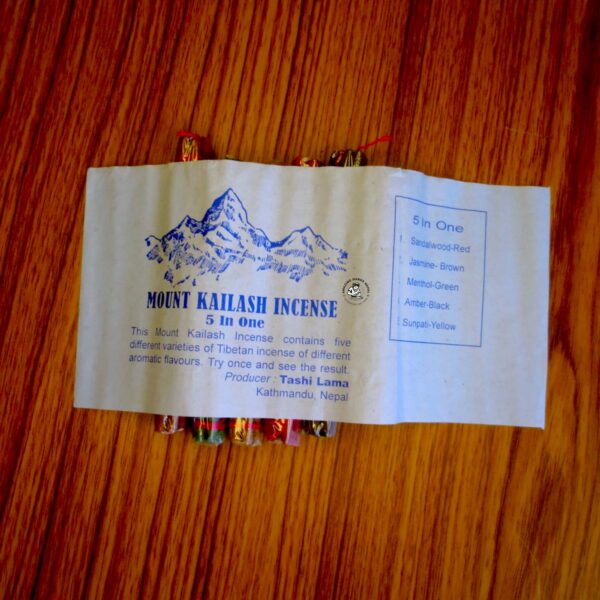 MOUNT KAILASH INCENSE
5 In One
This Mount Kailash Incense contains five
different varieties of Tibetan incense of different
aromatic flavours. Try once and see the result.
Producer : Tashi Lama
Kathmandu, Nepal
5 in One
Sandalwood-Red
Jasmine- Brown
Menthol-Green
Amber-Black
Sunpati-Yellow